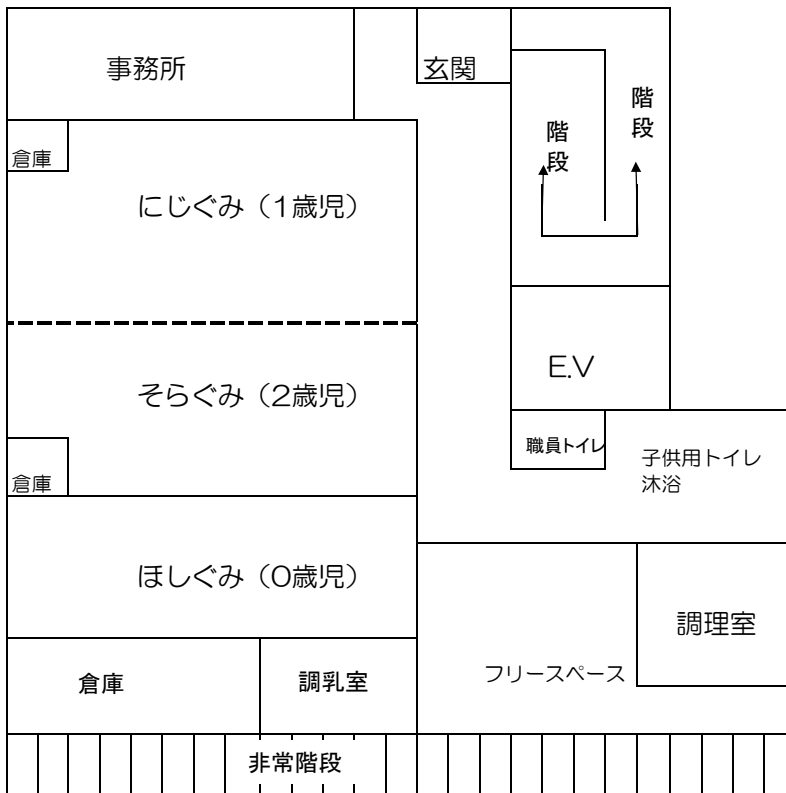 事務所
玄関
階段
階段
倉庫
にじぐみ（1歳児）
そらぐみ（2歳児）
E.V
職員トイレ
子供用トイレ
沐浴
倉庫
ほしぐみ（0歳児）
調理室
フリースペース
倉庫
調乳室
非常階段